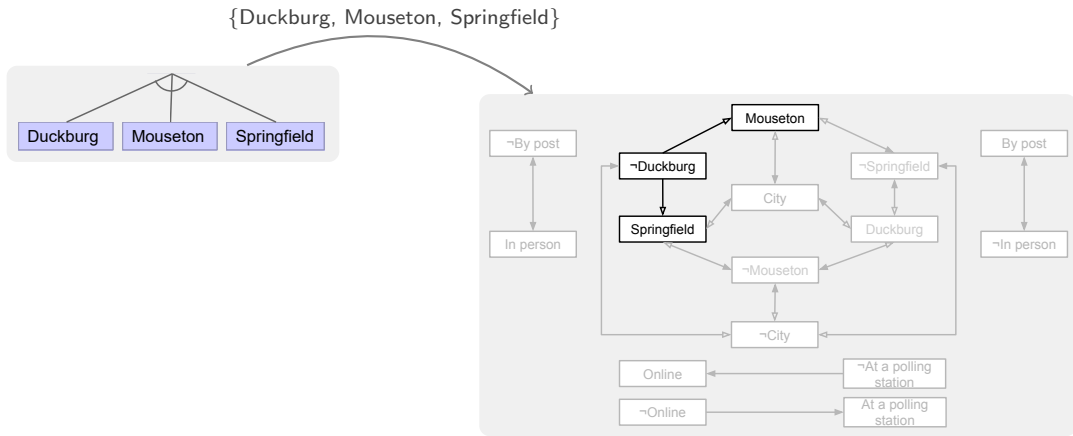 {Duckburg, Mouseton, Springfield}
Duckburg
Mouseton
Springfield
Mouseton
¬By post
By post
¬Duckburg
¬Springfield
City
Springfield
Duckburg
In person
¬In person
¬Mouseton
¬City
Online
¬At a polling
station
¬Online
At a polling
station